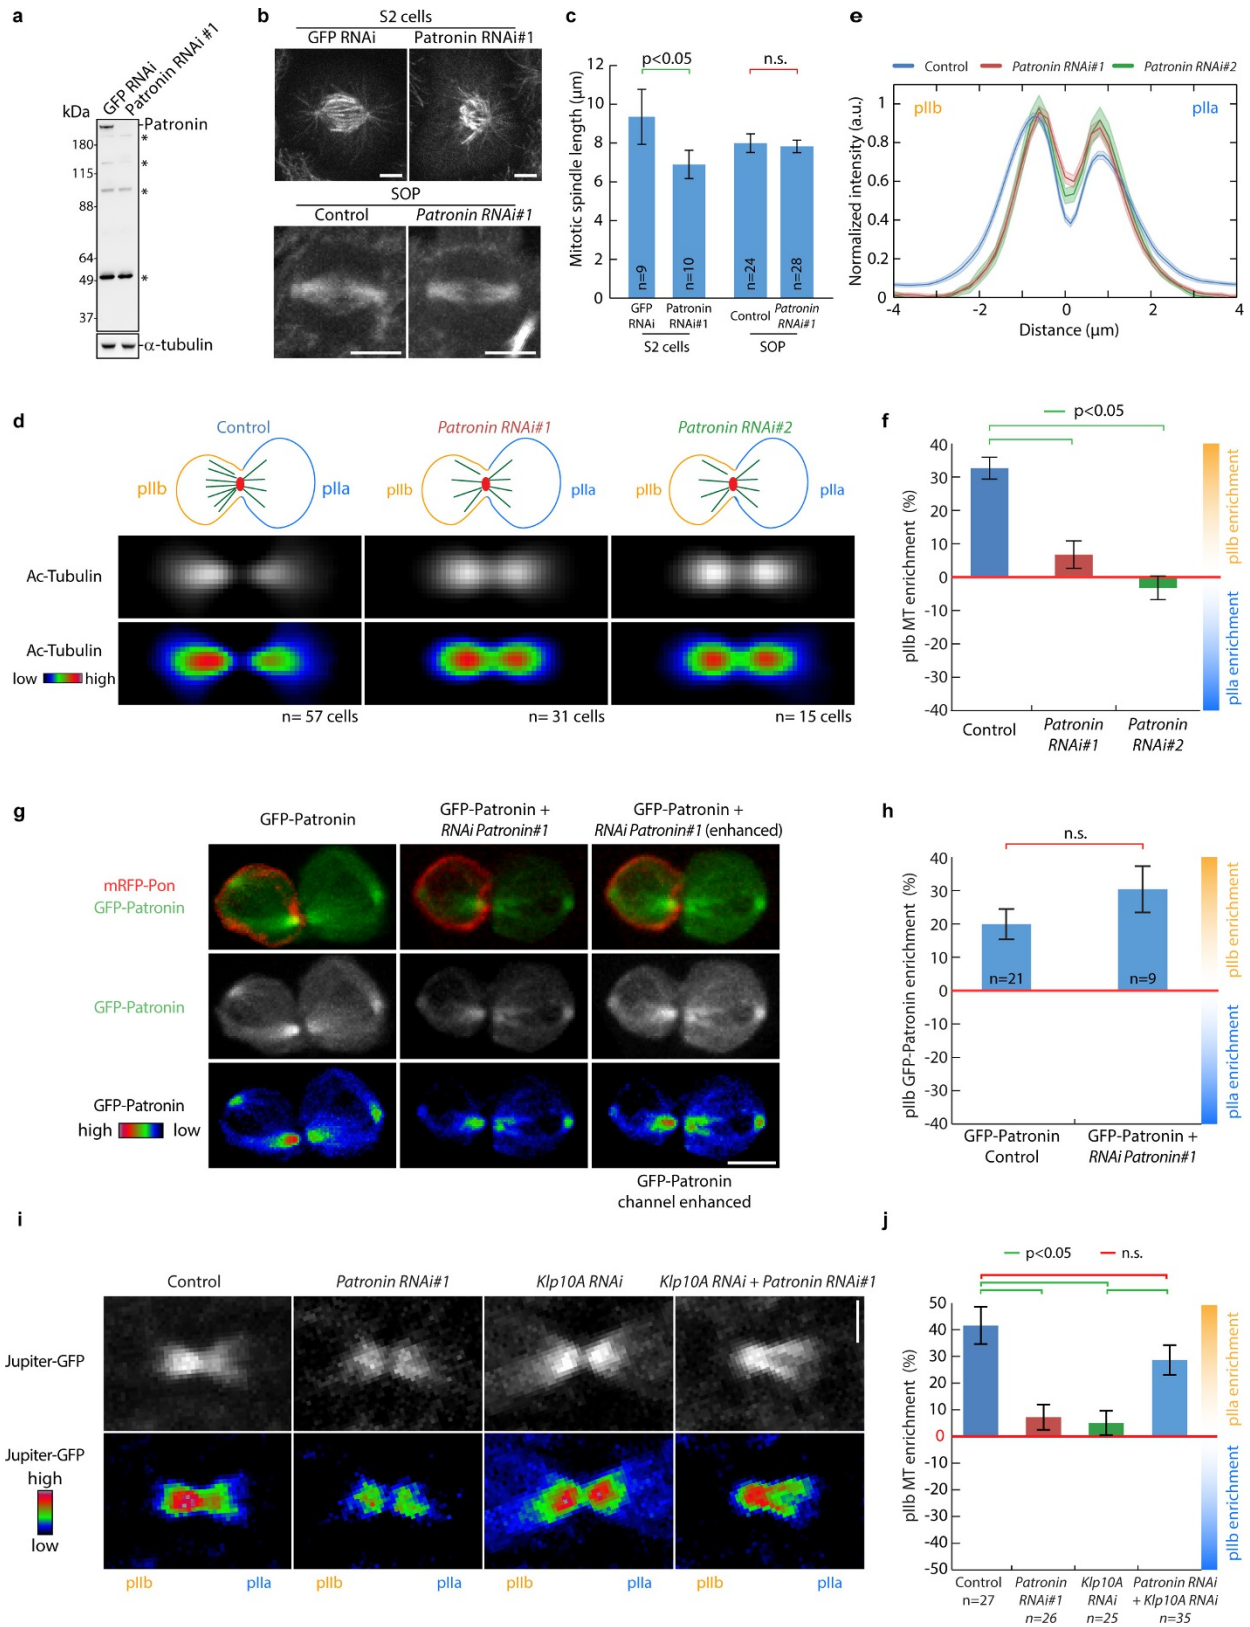 a
GFP RNAi
Patronin RNAi #1
kDa
Patronin
180
*
115
*
88
*
64
49
*
37
α-tubulin
b
S2 cells
GFP RNAi
Patronin RNAi#1
SOP
Control
Patronin RNAi#1
c
p<0.05
n.s.
Mitotic spindle length (µm)
12
10
8
6
4
2
0
n=9
n=10
n=24
n=28
GFP
RNAi
Patronin
RNAi#1
Control
Patronin
RNAi#1
S2 cells
SOP
e
Control
Patronin RNAi#1
Patronin RNAi#2
pIIb
pIIa
Normalized intensity (a.u.)
1
0.8
0.6
0.4
0.2
0
-4
-2
0
2
4
Distance (µm)
d
Control
Patronin RNAi#1
Patronin RNAi#2
pIIb
pIIa
pIIb
pIIa
pIIb
pIIa
Ac-Tubulin
Ac-Tubulin
low
high
n= 57 cells
n= 31 cells
n= 15 cells
f
p<0.05
pIIb MT enrichment (%)
40
30
20
10
0
-10
-20
-30
-40
pIIb enrichment
pIIa enrichment
Control
Patronin
RNAi#1
Patronin
RNAi#2
g
GFP-Patronin
GFP-Patronin +
RNAi Patronin#1
GFP-Patronin +
RNAi Patronin#1 (enhanced)
mRFP-Pon
GFP-Patronin
GFP-Patronin
GFP-Patronin
high
low
GFP-Patronin
channel enhanced
h
n.s.
pIIb GFP-Patronin enrichment (%)
40
30
20
10
0
-10
-20
-30
-40
n=21
n=9
pIIb enrichment
pIIa enrichment
GFP-Patronin
Control
GFP-Patronin +
RNAi Patronin#1
i
Control
Patronin RNAi#1
Klp10A RNAi
Klp10A RNAi + Patronin RNAi#1
Jupiter-GFP
Jupiter-GFP
high
low
pIIb
pIIa
pIIb
pIIa
pIIb
pIIa
j
p<0.05
n.s.
pIIb MT enrichment (%)
50
40
30
20
10
0
-10
-20
-30
-40
-50
pIIa enrichment
pIIb enrichment
Control
n=27
Patronin
RNAi#1
n=26
Klp10A
RNAi
n=25
Patronin RNAi
+ Klp10A RNAi
n=35